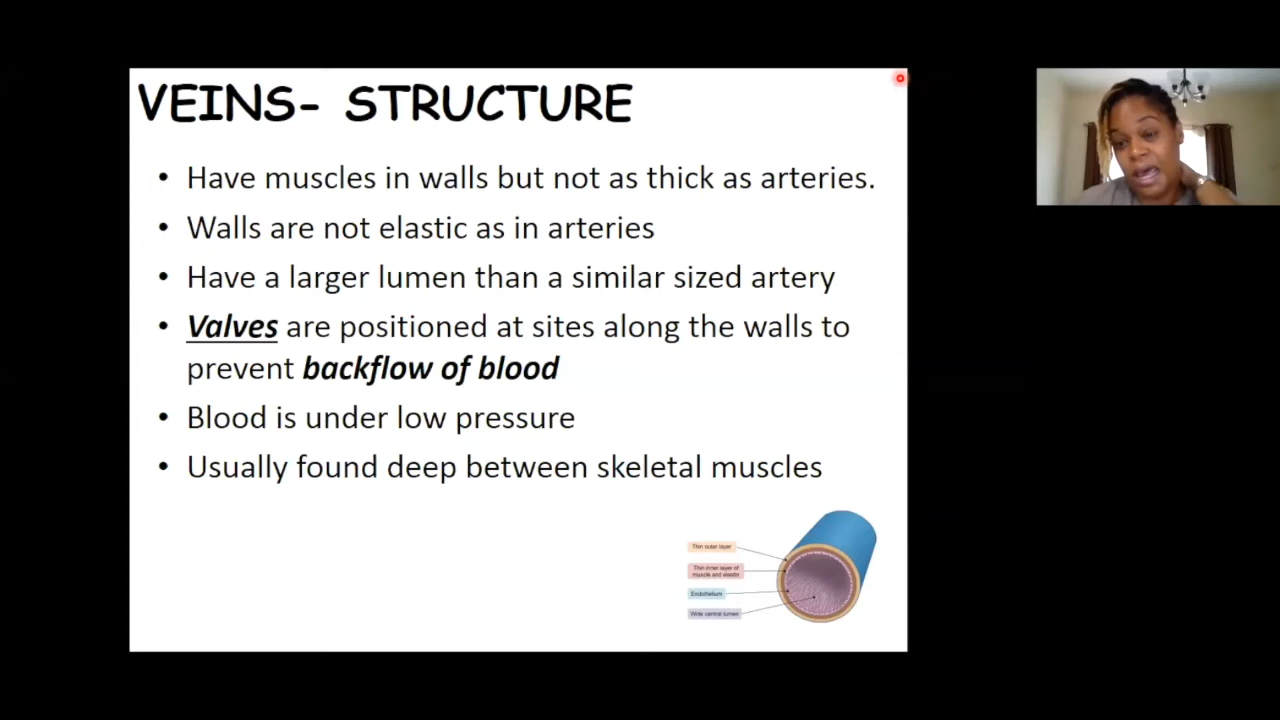 VEINS- STRUCTURE
• Have muscles in walls but not as thick as arteries.
• Walls are not elastic as in arteries
• Have a larger lumen than a similar sized artery
• Valves are positioned at sites along the walls to
prevent backflow of blood
• Blood is under low pressure
• Usually found deep between skeletal muscles
Thin outer layer
Thin inner layer of
muscle and elastin
Endothelium
Wide central lumen